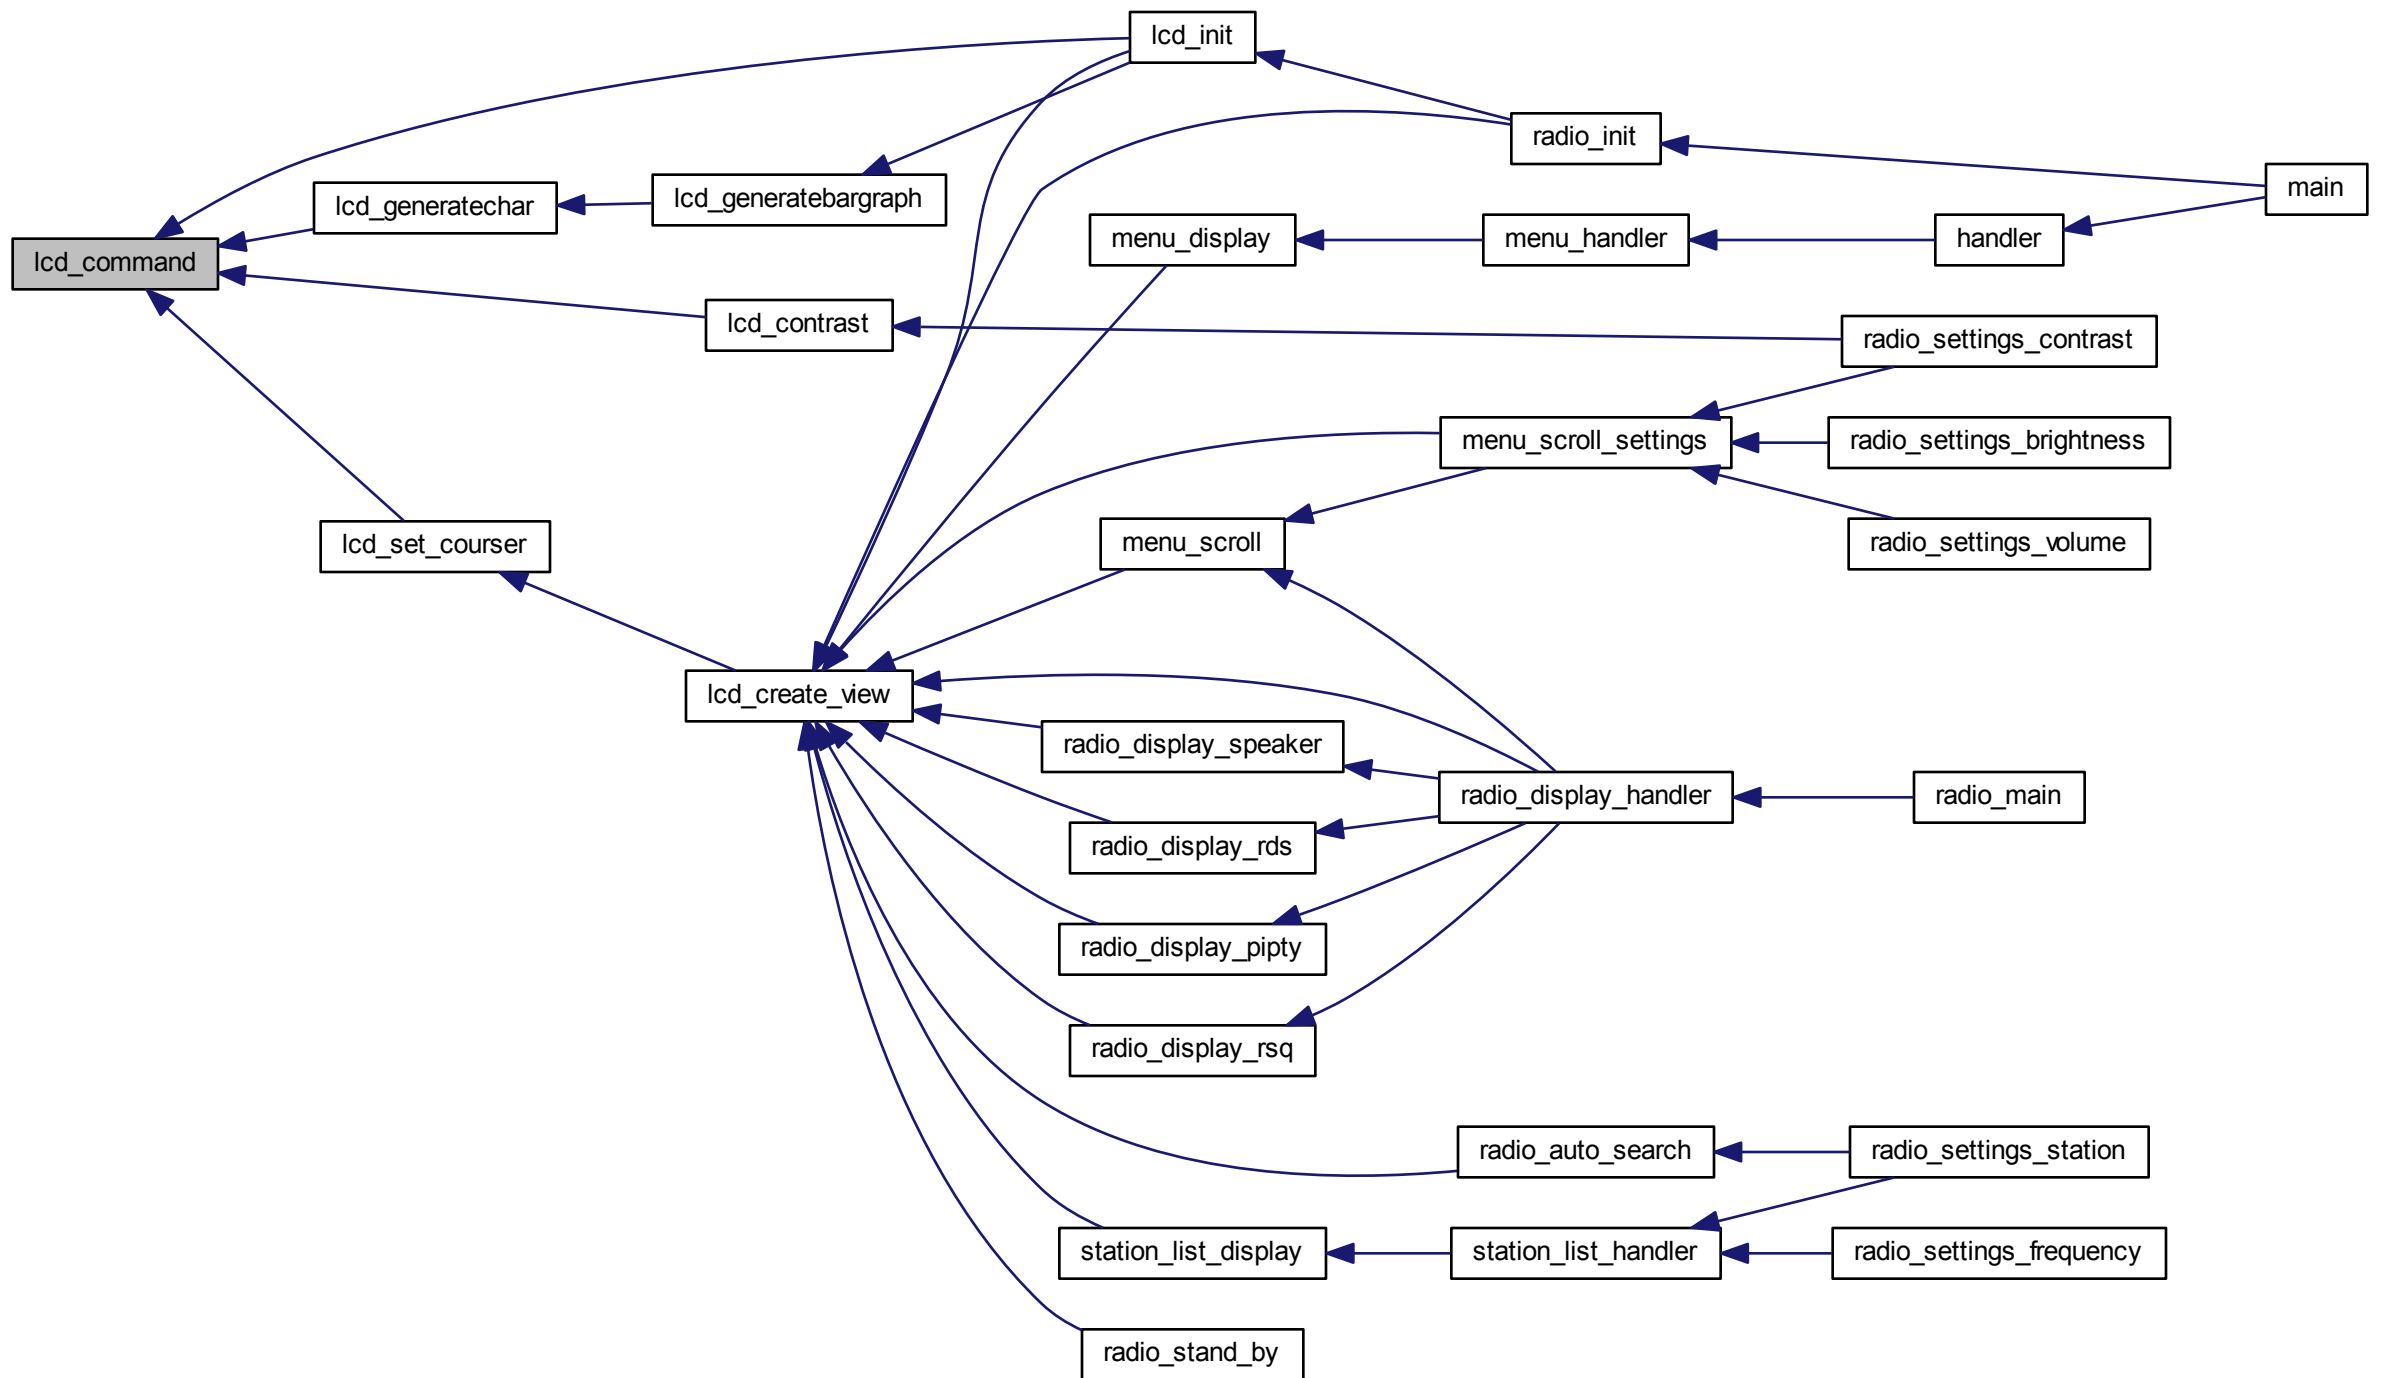 lcd_init
radio_init
main
lcd_generatechar
lcd_generatebargraph
menu_display
menu_handler
handler
lcd_command
lcd_contrast
radio_settings_contrast
menu_scroll_settings
radio_settings_brightness
lcd_set_courser
menu_scroll
radio_settings_volume
lcd_create_view
radio_display_speaker
radio_display_handler
radio_main
radio_display_rds
radio_display_pipty
radio_display_rsq
radio_auto_search
radio_settings_station
station_list_display
station_list_handler
radio_settings_frequency
radio_stand_by